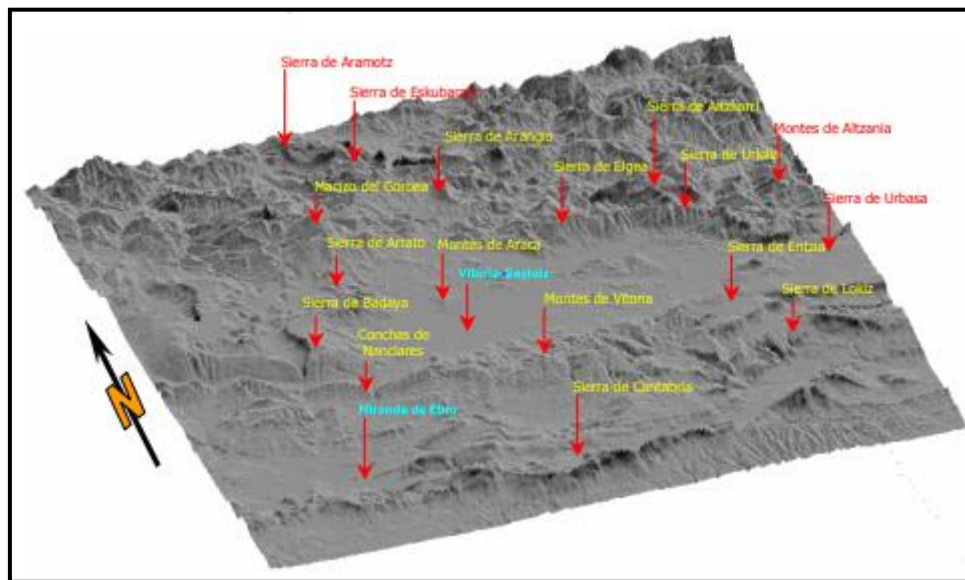 Sierra de Aramotz
Sierra de Eskubaratz
Sierra de Aizkorri
Sierra de Arangio
Montes de Altzania
Sierra de Urkilla
Sierra de Elgea
Macizo del Gorbea
Sierra de Urbasa
Sierra de Arrato
Montes de Araca
Sierra de Entzia
Vitoria-Gasteiz
Sierra de Lokiz
Sierra de Badaya
Montes de Vitoria
Conchas de
Nanclares
Sierra de Cantabria
Miranda de Ebro
N